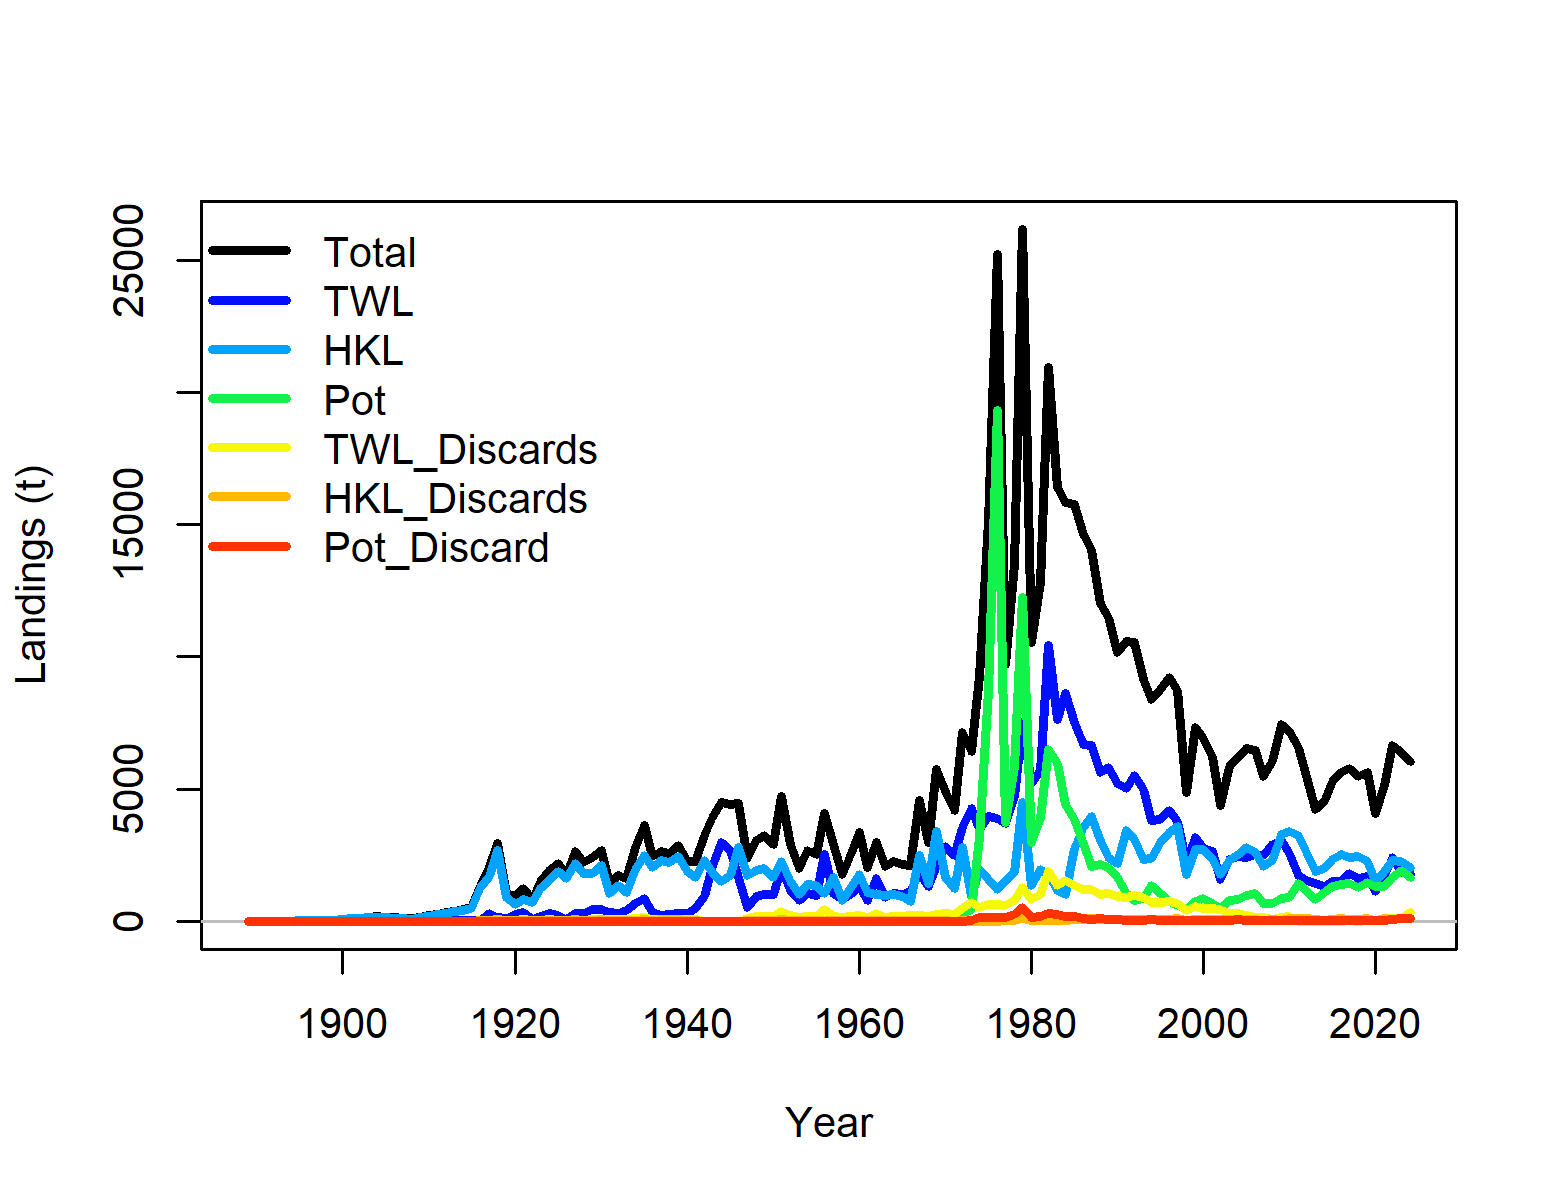 Total
TWL
HKL
Pot
TWL_Discards
HKL_Discards
Pot_Discard
25000
15000
5000
0
Landings (t)
1900 1920 1940 1960 1980 2000 2020
Year